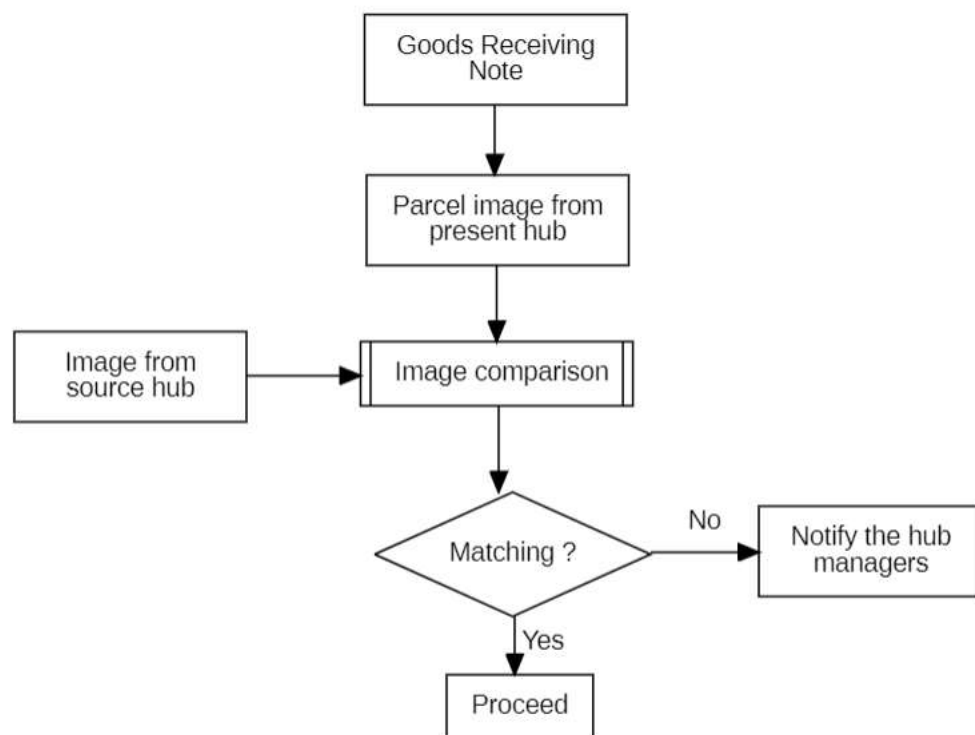 Goods Receiving
Note
Parcel image from
present hub
Image from
source hub
Image comparison
Matching ?
No
Notify the hub
managers
Yes
Proceed